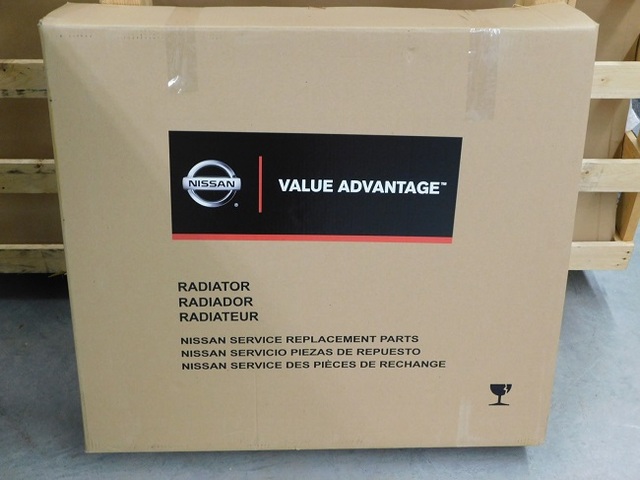 NISSAN
VALUE ADVANTAGE™
RADIATOR
RADIADOR
RADIATEUR
NISSAN SERVICE REPLACEMENT PARTS
NISSAN SERVICIO PIEZAS DE REPUESTO
NISSAN SERVICE DES PIÈCES DE RECHANGE